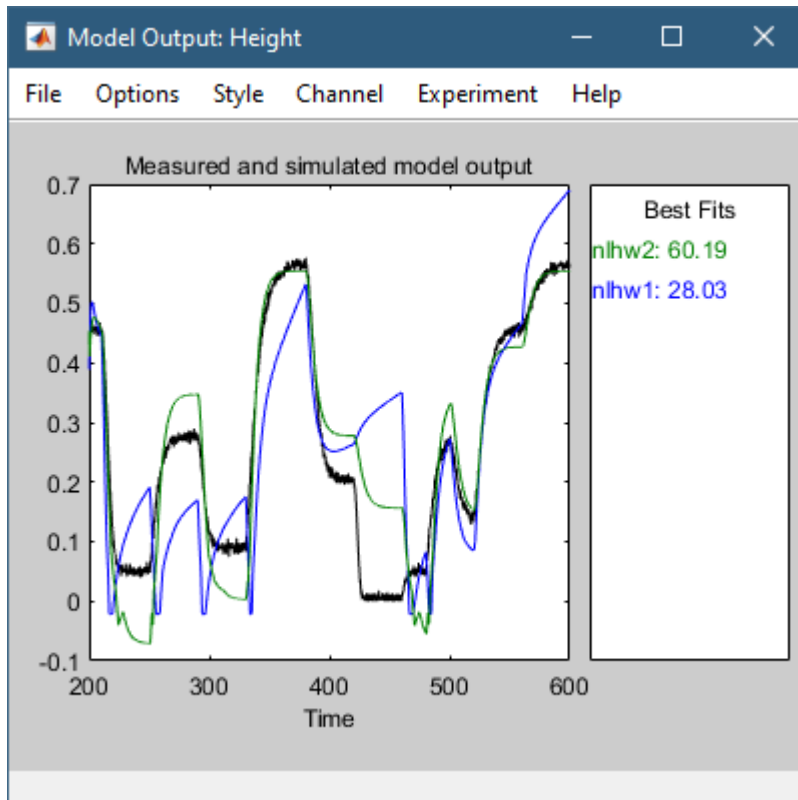 Model Output: Height
File Options Style Channel Experiment Help
Measured and simulated model output
0.7
0.6
0.5
0.4
0.3
0.2
0.1
0
-0.1
200 300 400 500 600
Time
Best Fits
nlhw2: 60.19
nlhw1: 28.03